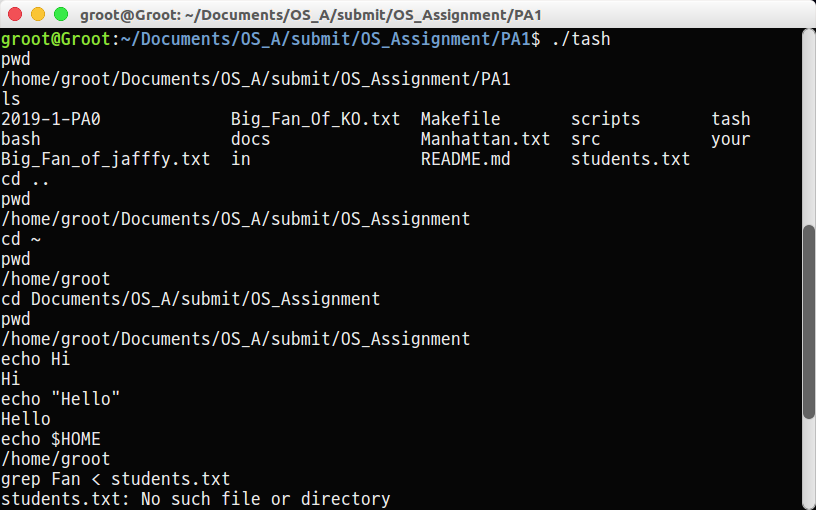 groot@Groot: ~/Documents/OS_A/submit/OS_Assignment/PA1
groot@Groot:~/Documents/OS_A/submit/OS_Assignment/PA1$ ./tash
pwd
/home/groot/Documents/OS_A/submit/OS_Assignment/PA1
ls
2019-1-PA0 Big_Fan_Of_KO.txt Makefile scripts tash
bash docs Manhattan.txt src your
Big_Fan_of_jafffy.txt in README.md students.txt
cd ..
pwd
/home/groot/Documents/OS_A/submit/OS_Assignment
cd ~
pwd
/home/groot
cd Documents/OS_A/submit/OS_Assignment
pwd
/home/groot/Documents/OS_A/submit/OS_Assignment
echo Hi
Hi
echo "Hello"
Hello
echo $HOME
/home/groot
grep Fan < students.txt
students.txt: No such file or directory